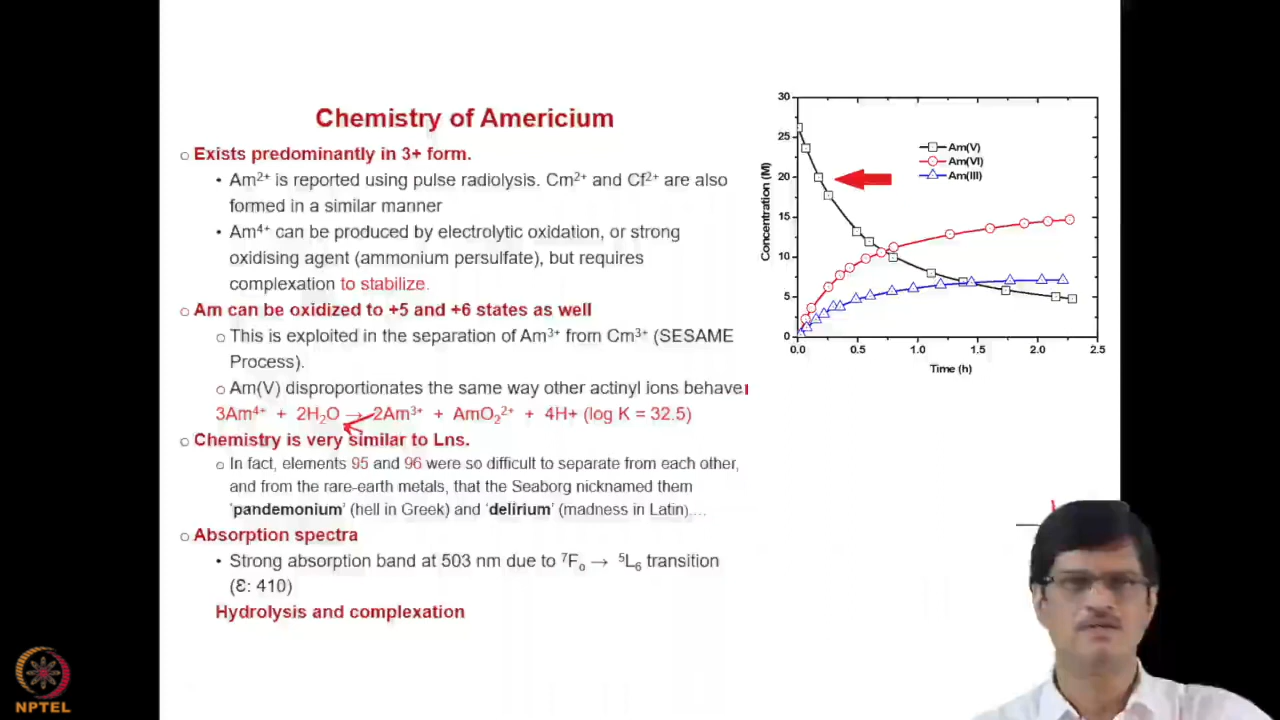 Chemistry of Americium
○ Exists predominantly in 3+ form.
• Am²⁺ is reported using pulse radiolysis. Cm²⁺ and Cf²⁺ are also
formed in a similar manner
• Am⁴⁺ can be produced by electrolytic oxidation, or strong
oxidising agent (ammonium persulfate), but requires
complexation to stabilize.
○ Am can be oxidized to +5 and +6 states as well
○ This is exploited in the separation of Am³⁺ from Cm³⁺ (SESAME
Process).
○ Am(V) disproportionates the same way other actinyl ions behave
3Am⁴⁺ + 2H₂O → 2Am³⁺ + AmO₂²⁺ + 4H+ (log K = 32.5)
○ Chemistry is very similar to Lns.
○ In fact, elements 95 and 96 were so difficult to separate from each other,
and from the rare-earth metals, that the Seaborg nicknamed them
'pandemonium' (hell in Greek) and 'delirium' (madness in Latin)....
○ Absorption spectra
• Strong absorption band at 503 nm due to ⁷F₀ → ⁵L₆ transition
(Ɛ: 410)
Hydrolysis and complexation
30
25
20
15
10
5
0
Concentration (M)
Am(V)
Am(VI)
Am(III)
0.0 0.5 1.0 1.5 2.0 2.5
Time (h)
NPTEL